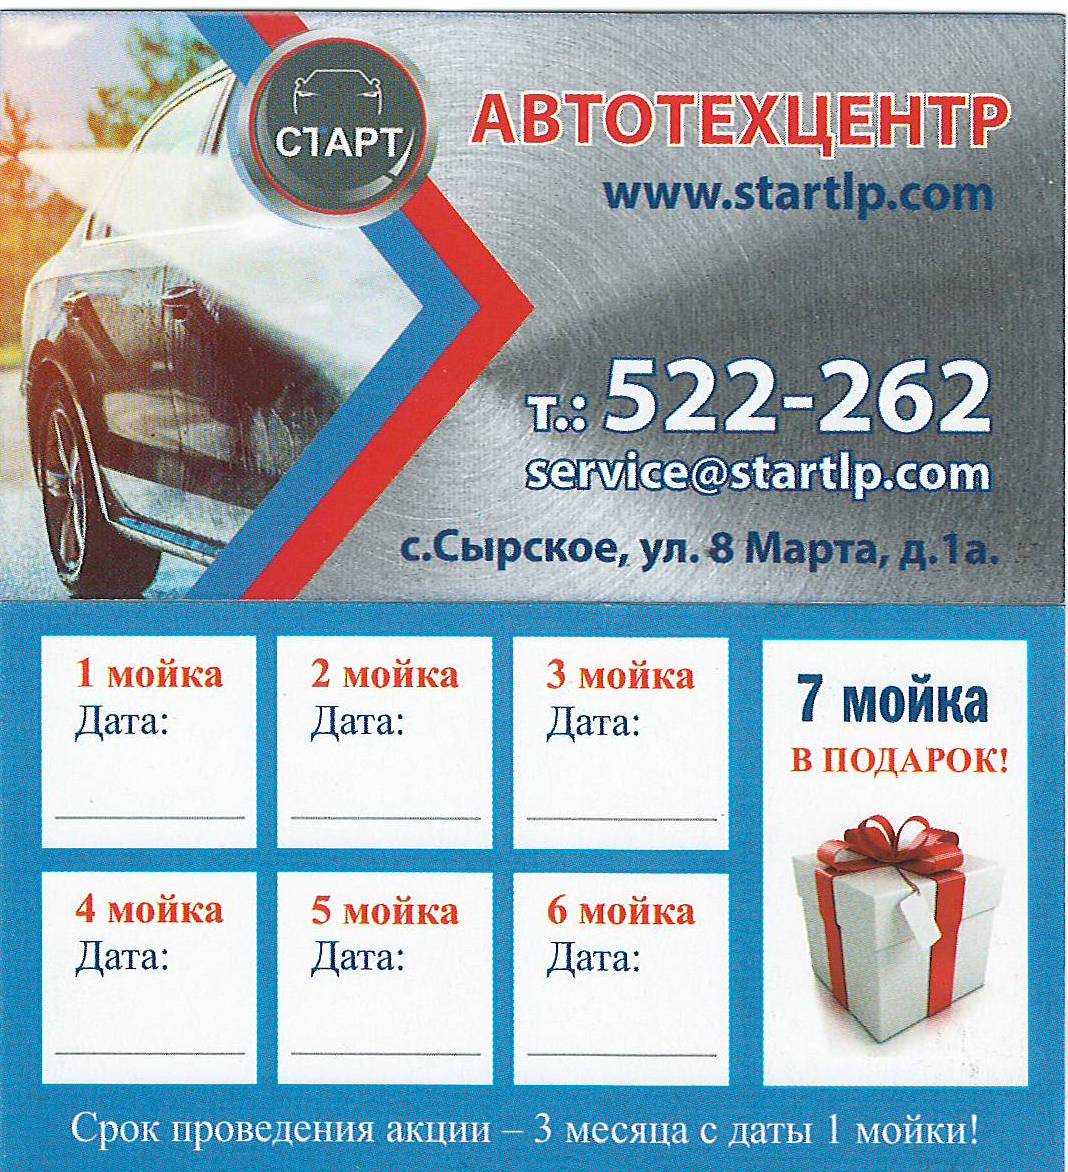 СТАРТ
АВТОТЕХЦЕНТР
www.startlp.com
т.: 522-262
service@startlp.com
с.Сырское, ул. 8 Марта, д.1а.
1 мойка
Дата:
2 мойка
Дата:
3 мойка
Дата:
7 мойка
В ПОДАРОК!
4 мойка
Дата:
5 мойка
Дата:
6 мойка
Дата:
Срок проведения акции – 3 месяца с даты 1 мойки!